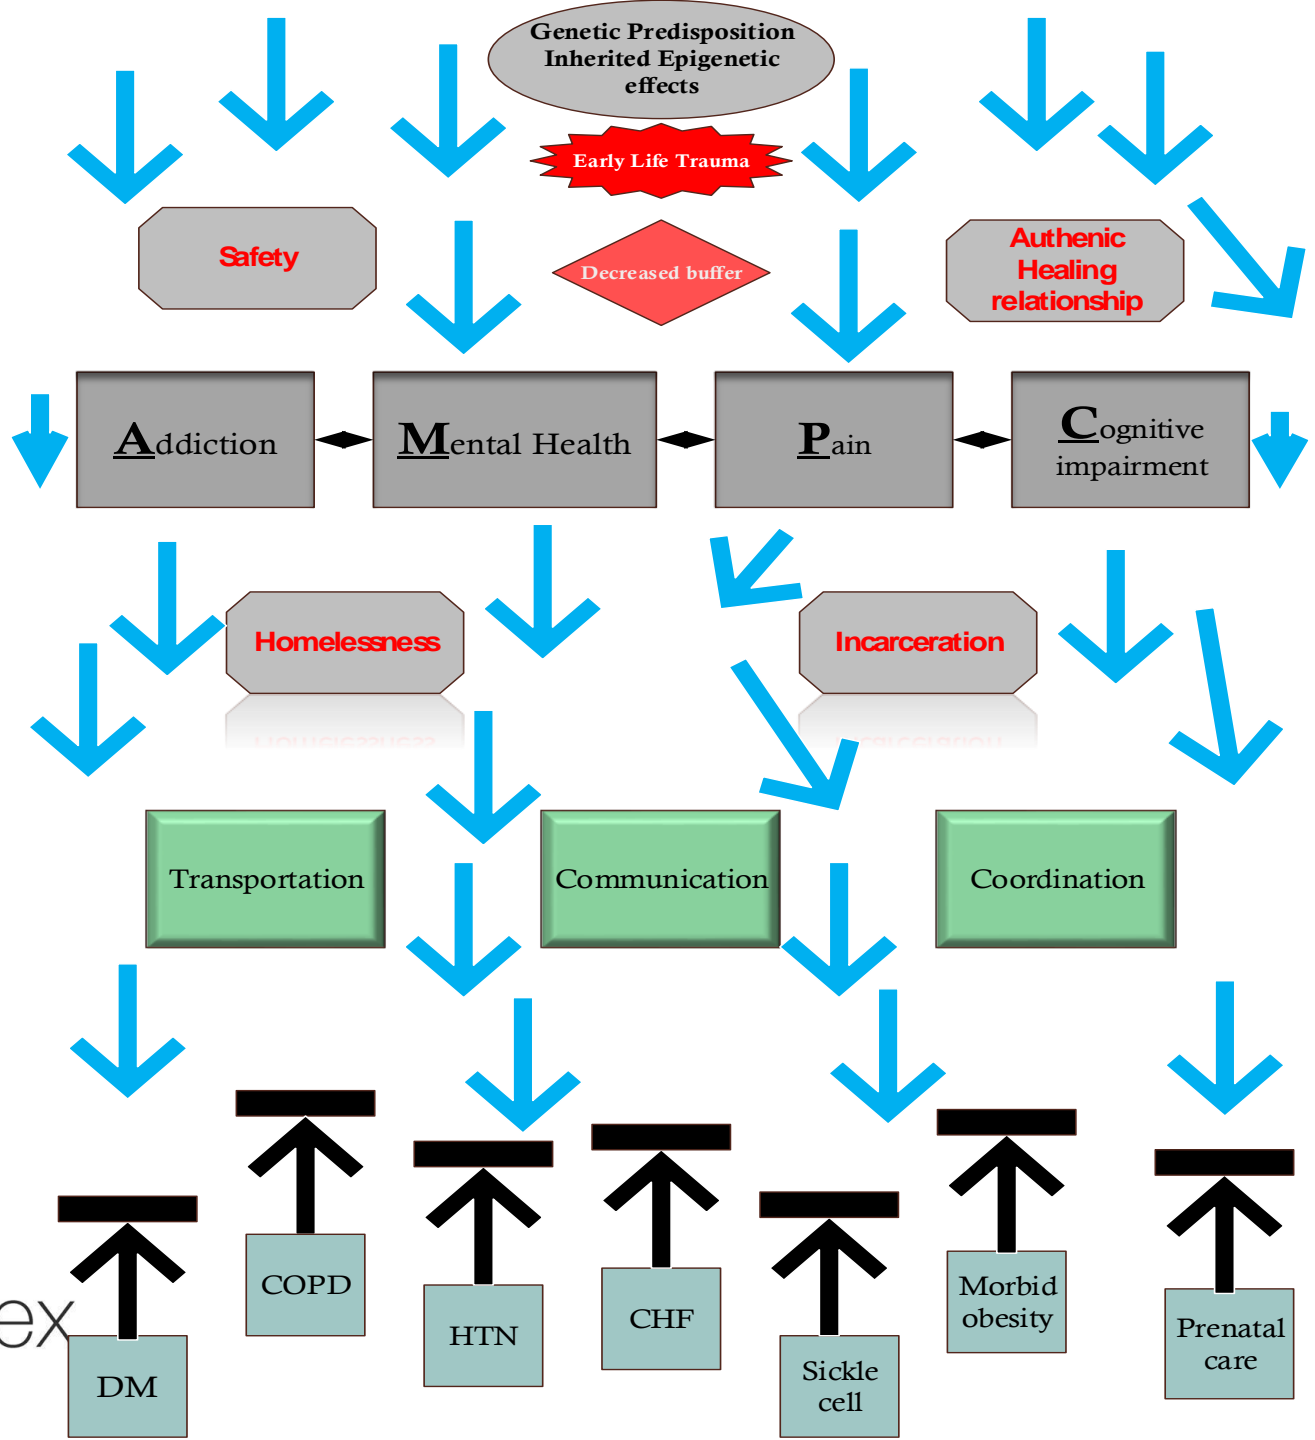 Genetic Predisposition
Inherited Epigenetic
effects
Early Life Trauma
Safety
Decreased buffer
Authenic
Healing
relationship
Addiction
Mental Health
Pain
Cognitive
impairment
Homelessness
Incarceration
Transportation
Communication
Coordination
COPD
HTN
CHF
Morbid
obesity
Prenatal
care
ex
DM
Sickle
cell